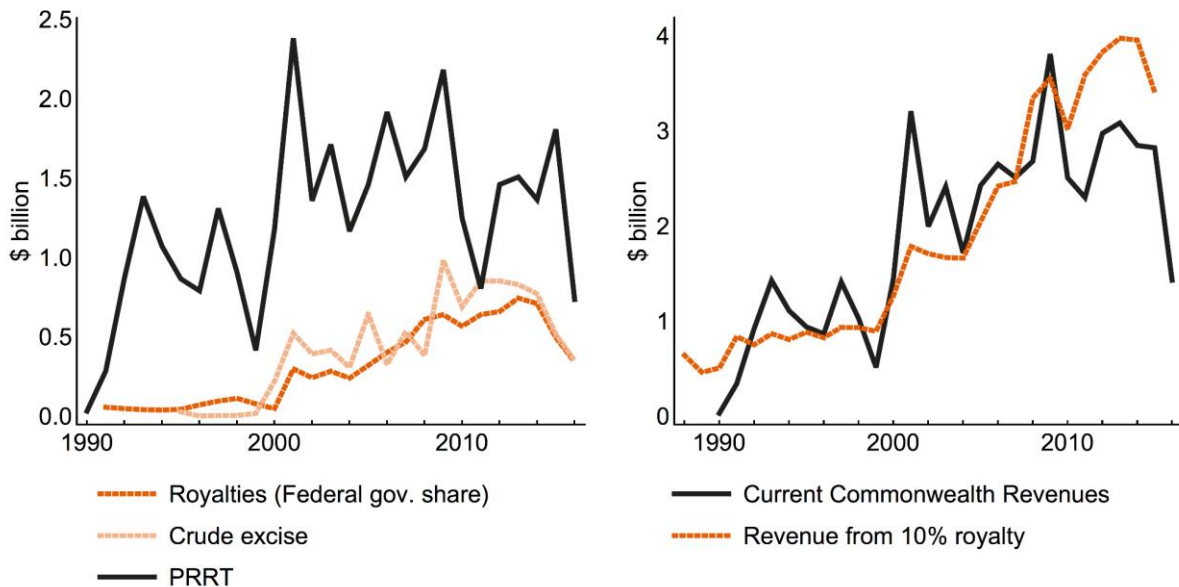 2.5
2.0
1.5
1.0
0.5
0.0
$ billion
1990
2000
2010
Royalties (Federal gov. share)
Crude excise
PRRT
4
3
2
1
0
$ billion
1990
2000
2010
Current Commonwealth Revenues
Revenue from 10% royalty